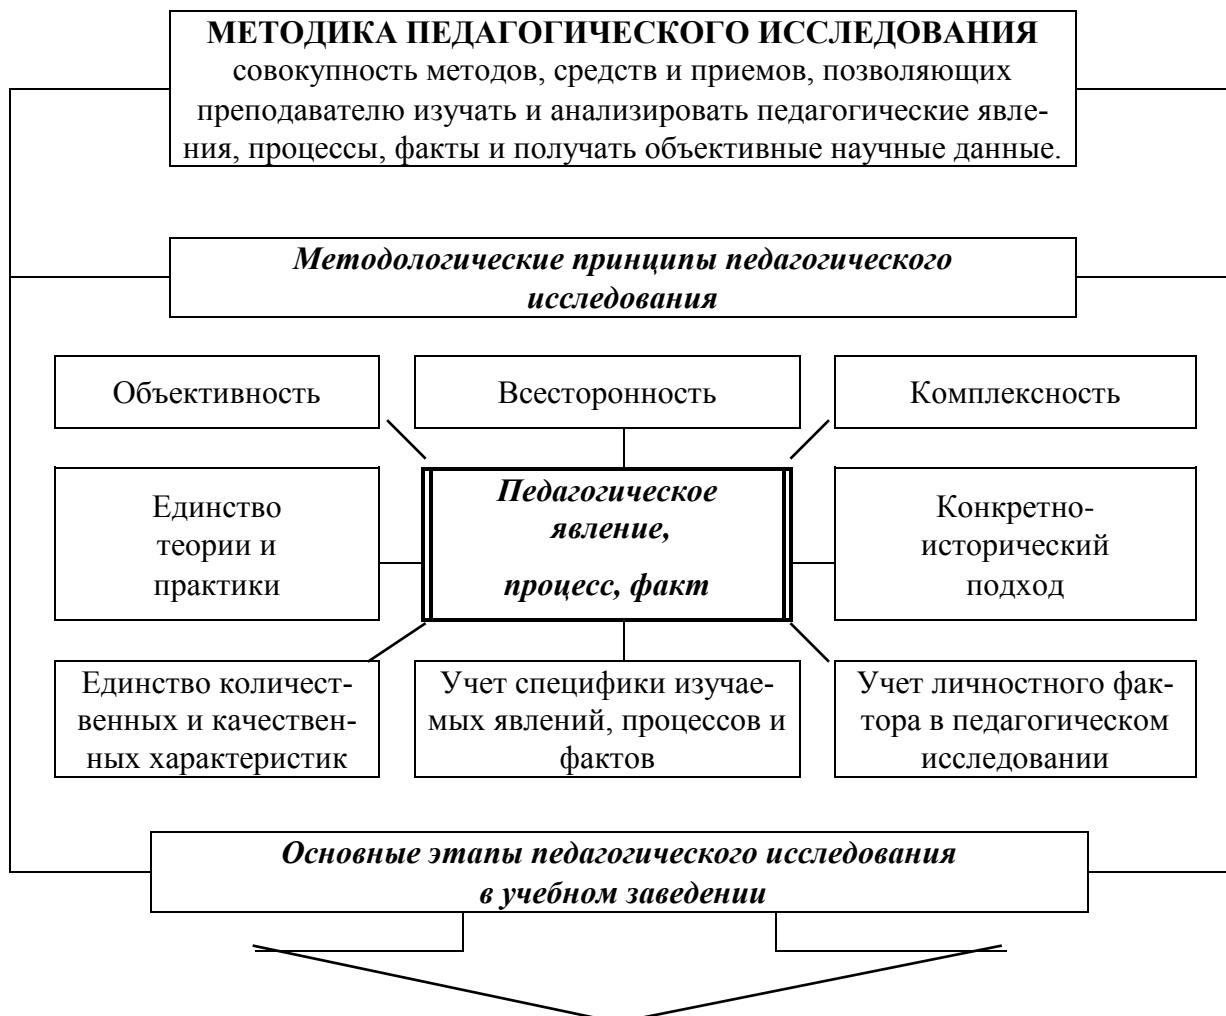 МЕТОДИКА ПЕДАГОГИЧЕСКОГО ИССЛЕДОВАНИЯ
совокупность методов, средств и приемов, позволяющих
преподавателю изучать и анализировать педагогические явле-
ния, процессы, факты и получать объективные научные данные.
Методологические принципы педагогического
исследования
Объективность
Всесторонность
Комплексность
Единство
теории и
практики
Педагогическое
явление,
процесс, факт
Конкретно-
исторический
подход
Единство количест-
венных и качествен-
ных характеристик
Учет специфики изучае-
мых явлений, процессов и
фактов
Учет личностного фак-
тора в педагогическом
исследовании
Основные этапы педагогического исследования
в учебном заведении